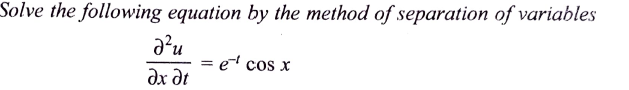 Solve the following equation by the method of separation of variables
∂²u/∂x ∂t = e⁻ᵗ cos x